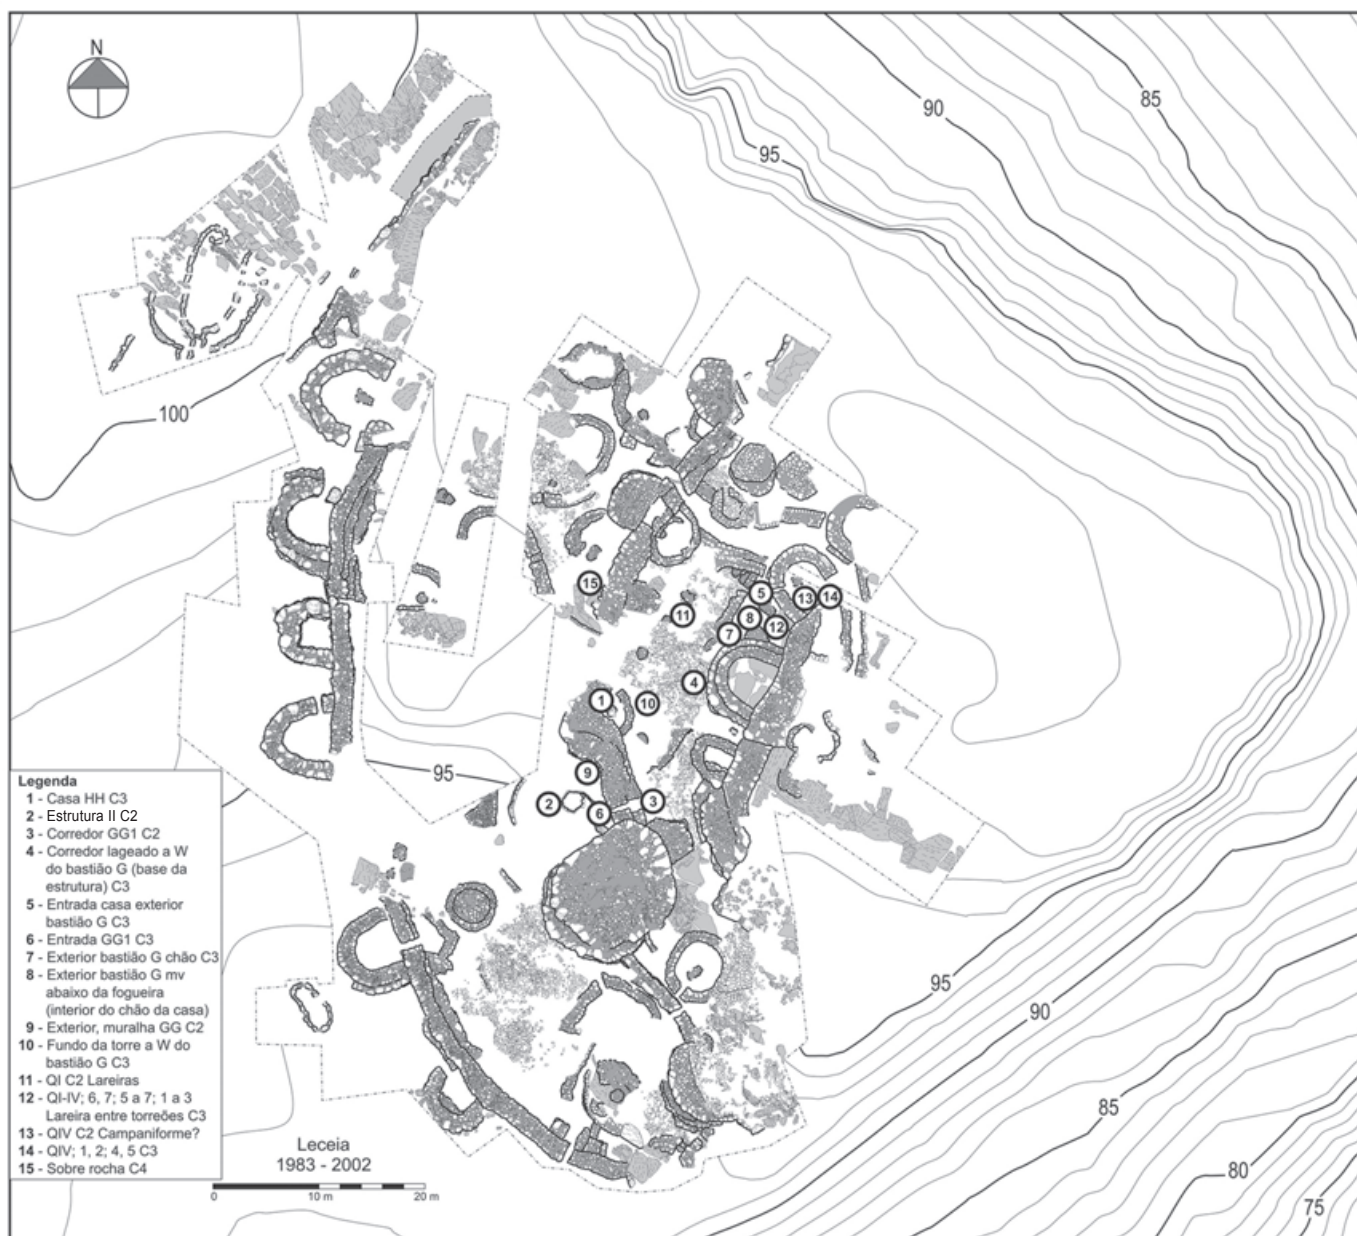 N
90
85
95
100
15
11
5
13
14
8
12
7
4
1
10
95
9
2
6
3
Legenda
1 - Casa HH C3
2 - Estrutura II C2
3 - Corredor GG1 C2
4 - Corredor lageado a W
do bastião G (base da
estrutura) C3
5 - Entrada casa exterior
bastião G C3
6 - Entrada GG1 C3
7 - Exterior bastião G chão C3
8 - Exterior bastião G mv
abaixo da fogueira
(interior do chão da casa)
9 - Exterior, muralha GG C2
10 - Fundo da torre a W do
bastião G C3
11 - QI C2 Lareiras
12 - QI-IV; 6, 7; 5 a 7; 1 a 3
Lareira entre torreões C3
13 - QIV C2 Campaniforme?
14 - QIV; 1, 2; 4, 5 C3
15 - Sobre rocha C4
95
90
85
80
75
Leceia
1983 - 2002
0 10 m 20 m